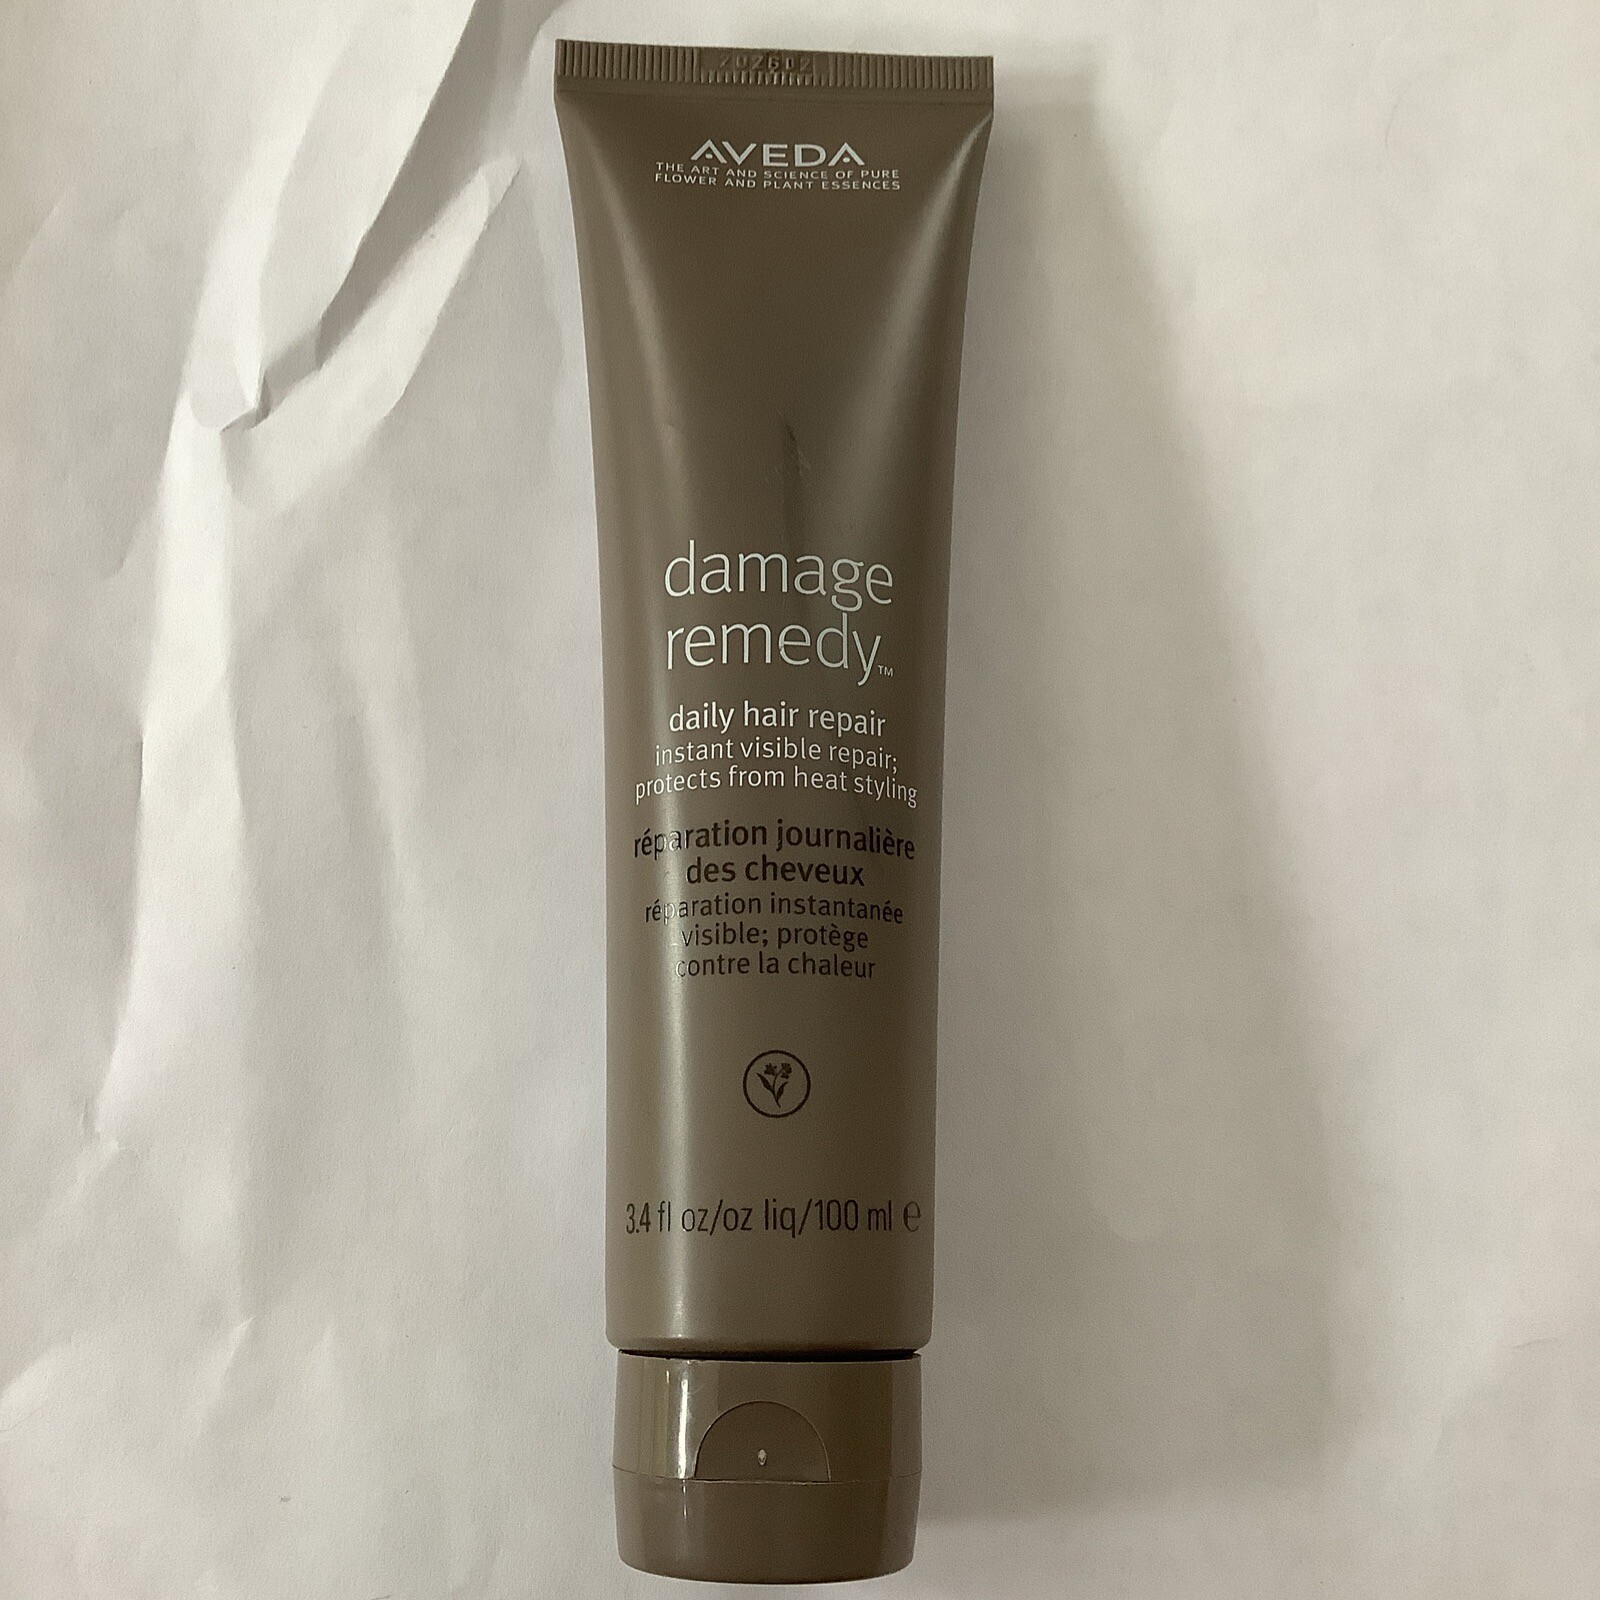 202602
AVEDA
THE ART AND SCIENCE OF PURE
FLOWER AND PLANT ESSENCES
damage
remedy™
daily hair repair
instant visible repair;
protects from heat styling
réparation journalière
des cheveux
réparation instantanée
visible; protège
contre la chaleur
3.4 fl oz/oz liq/100 ml ℮